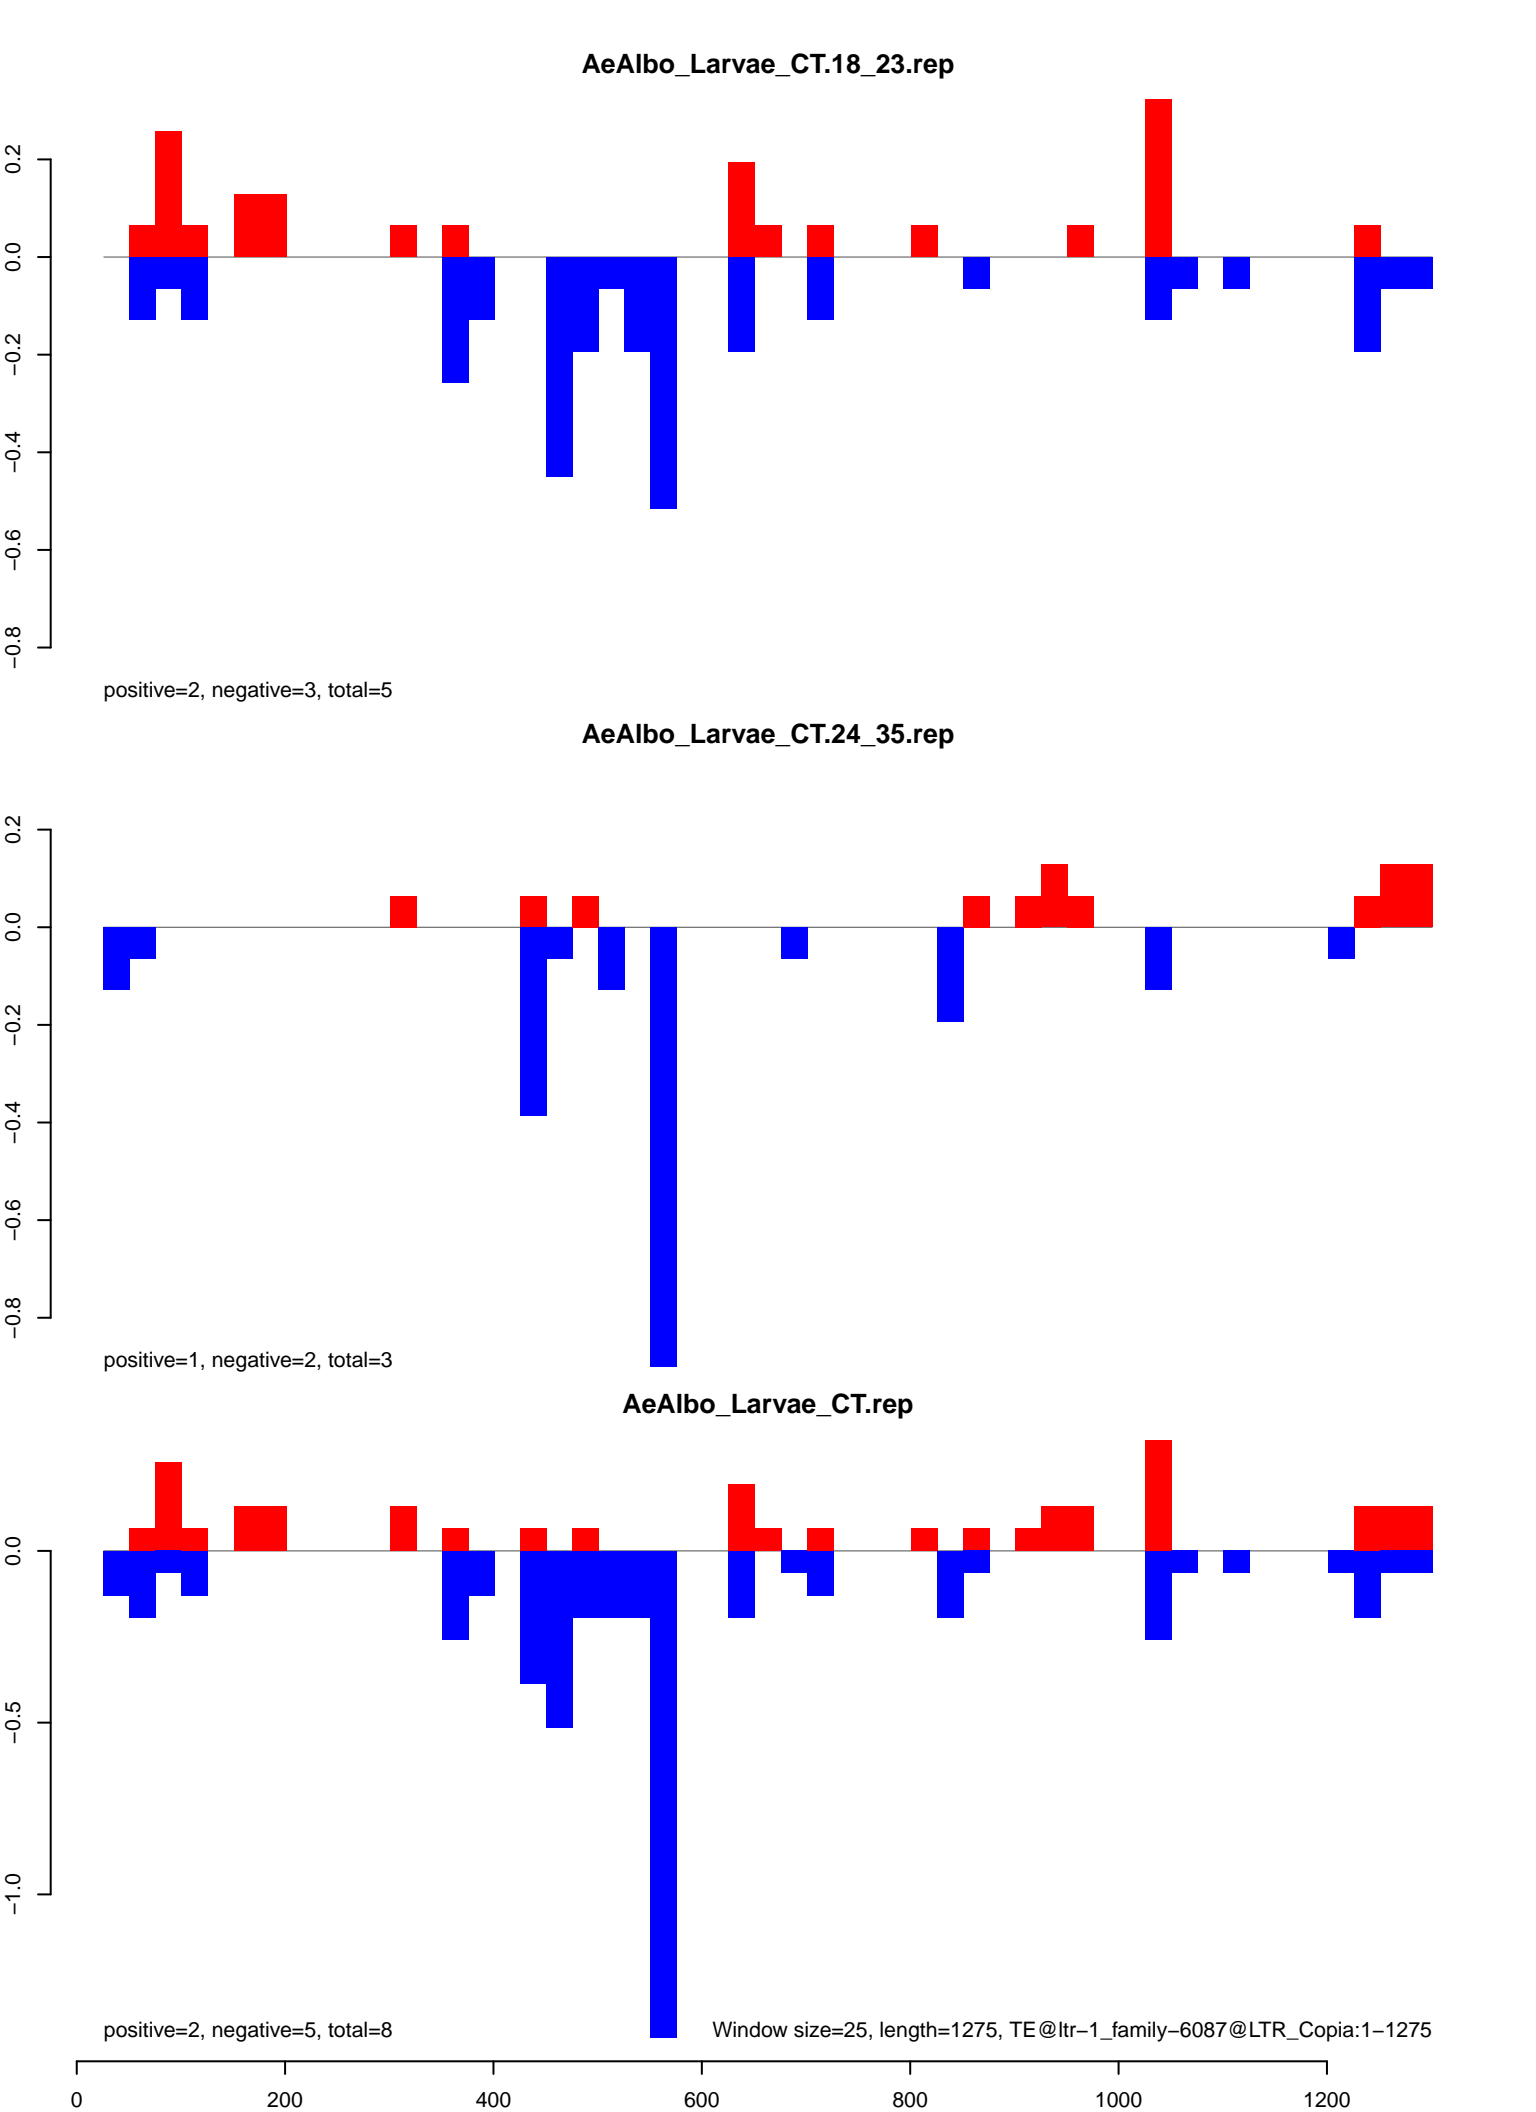 AeAlbo_Larvae_CT.18_23.rep
0.2
0.0
−0.2
−0.4
−0.6
−0.8
positive=2, negative=3, total=5
AeAlbo_Larvae_CT.24_35.rep
0.2
0.0
−0.2
−0.4
−0.6
−0.8
positive=1, negative=2, total=3
AeAlbo_Larvae_CT.rep
0.0
−0.5
−1.0
positive=2, negative=5, total=8
Window size=25, length=1275, TE@ltr−1_family−6087@LTR_Copia:1−1275
0 200 400 600 800 1000 1200